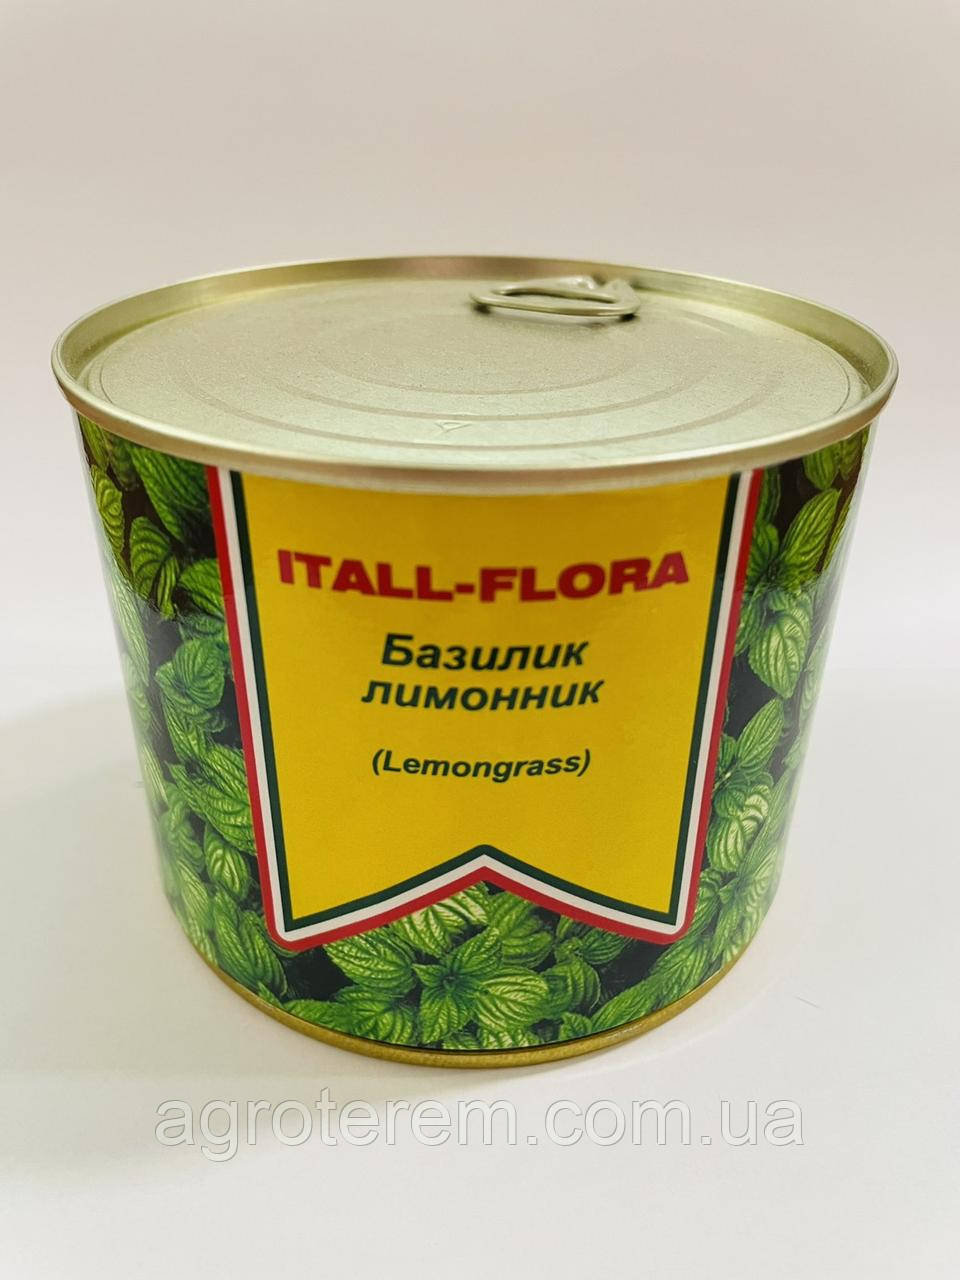 ITALL-FLORA
Базилик
лимонник
(Lemongrass)
agroterem.com.ua